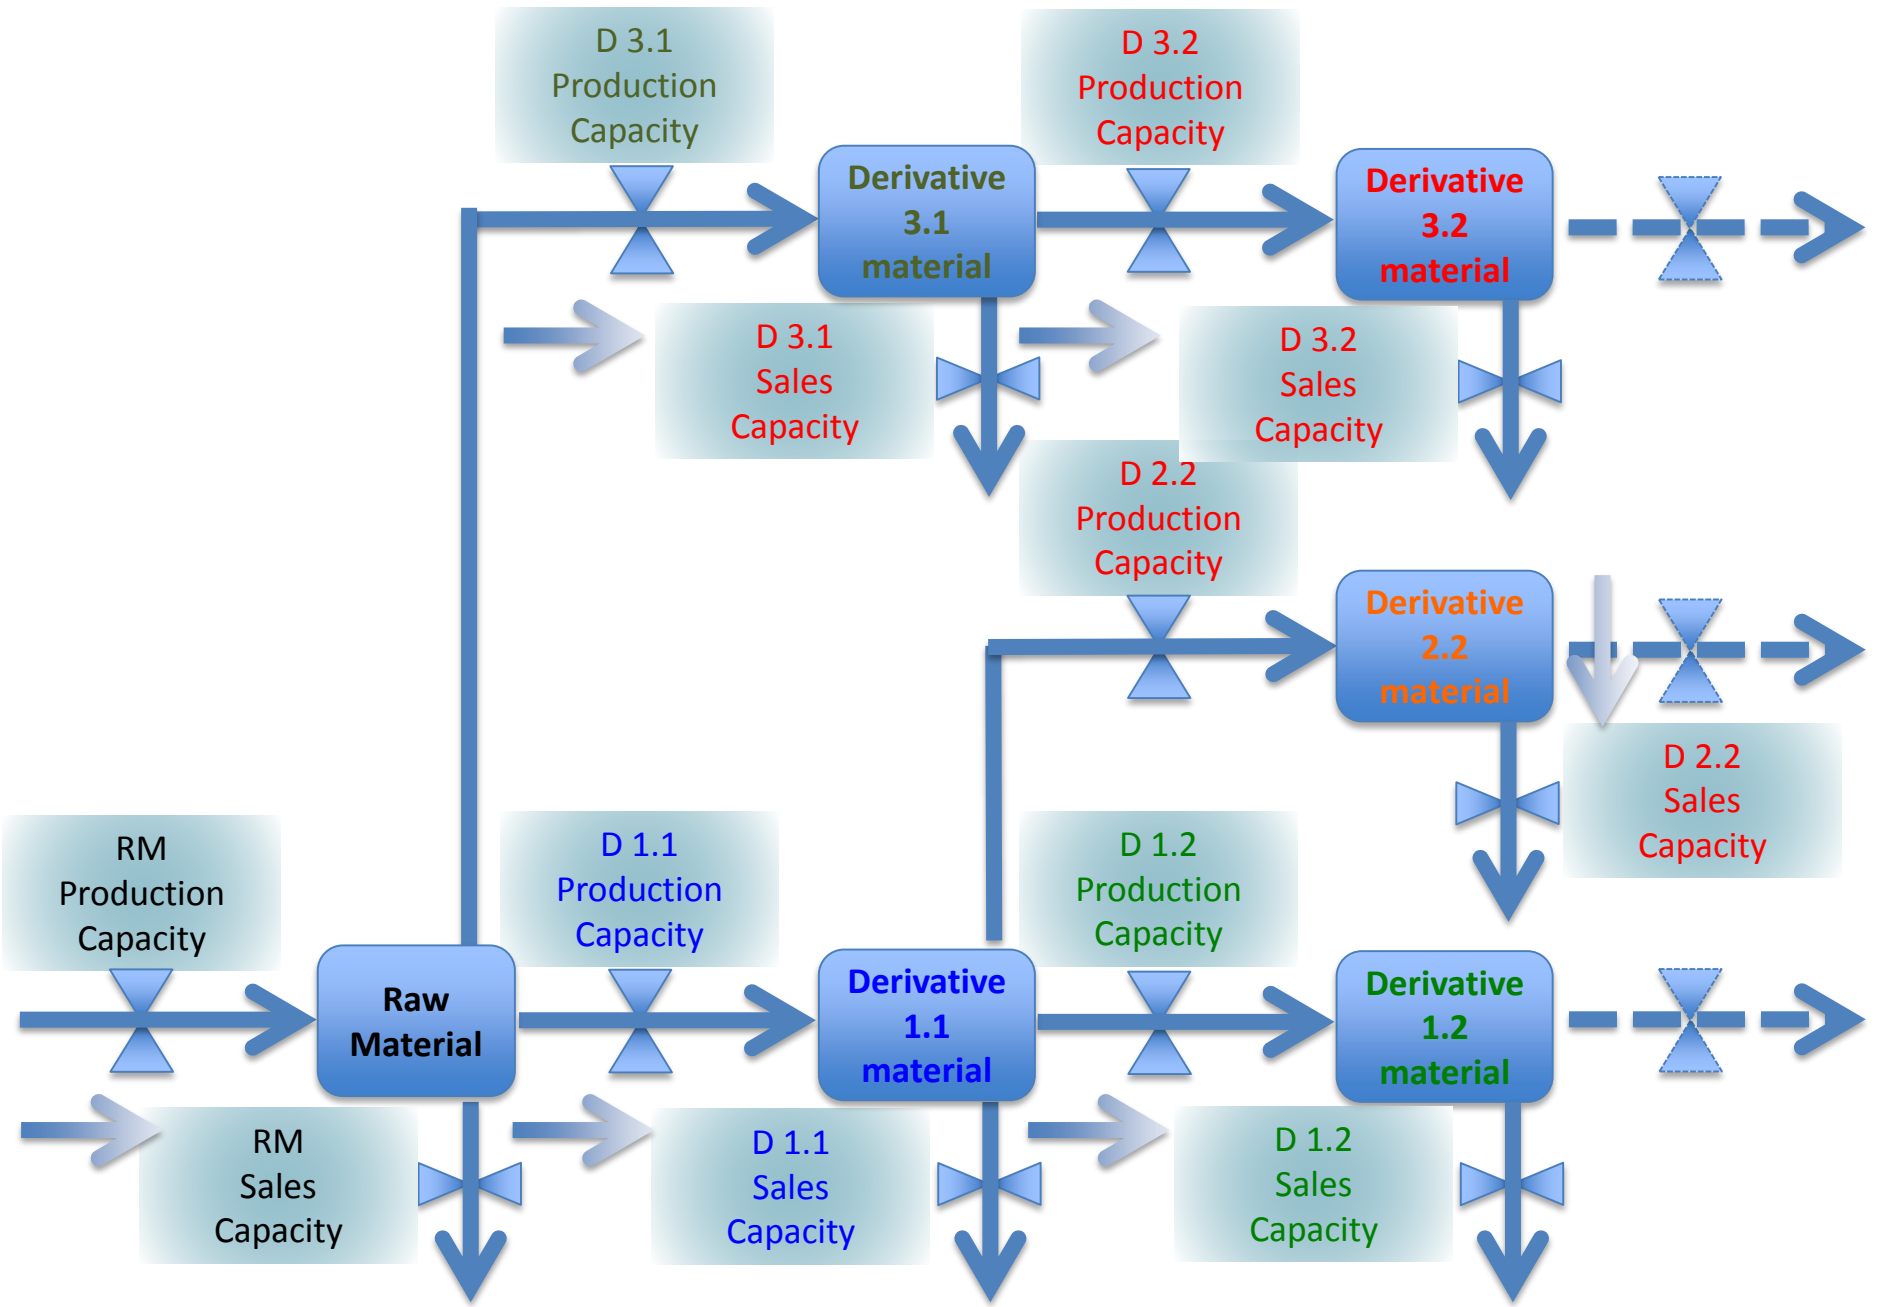 D 3.1
Production
Capacity
D 3.2
Production
Capacity
Derivative
3.1
material
Derivative
3.2
material
D 3.1
Sales
Capacity
D 3.2
Sales
Capacity
D 2.2
Production
Capacity
Derivative
2.2
material
D 2.2
Sales
Capacity
RM
Production
Capacity
D 1.1
Production
Capacity
D 1.2
Production
Capacity
Raw
Material
Derivative
1.1
material
Derivative
1.2
material
RM
Sales
Capacity
D 1.1
Sales
Capacity
D 1.2
Sales
Capacity